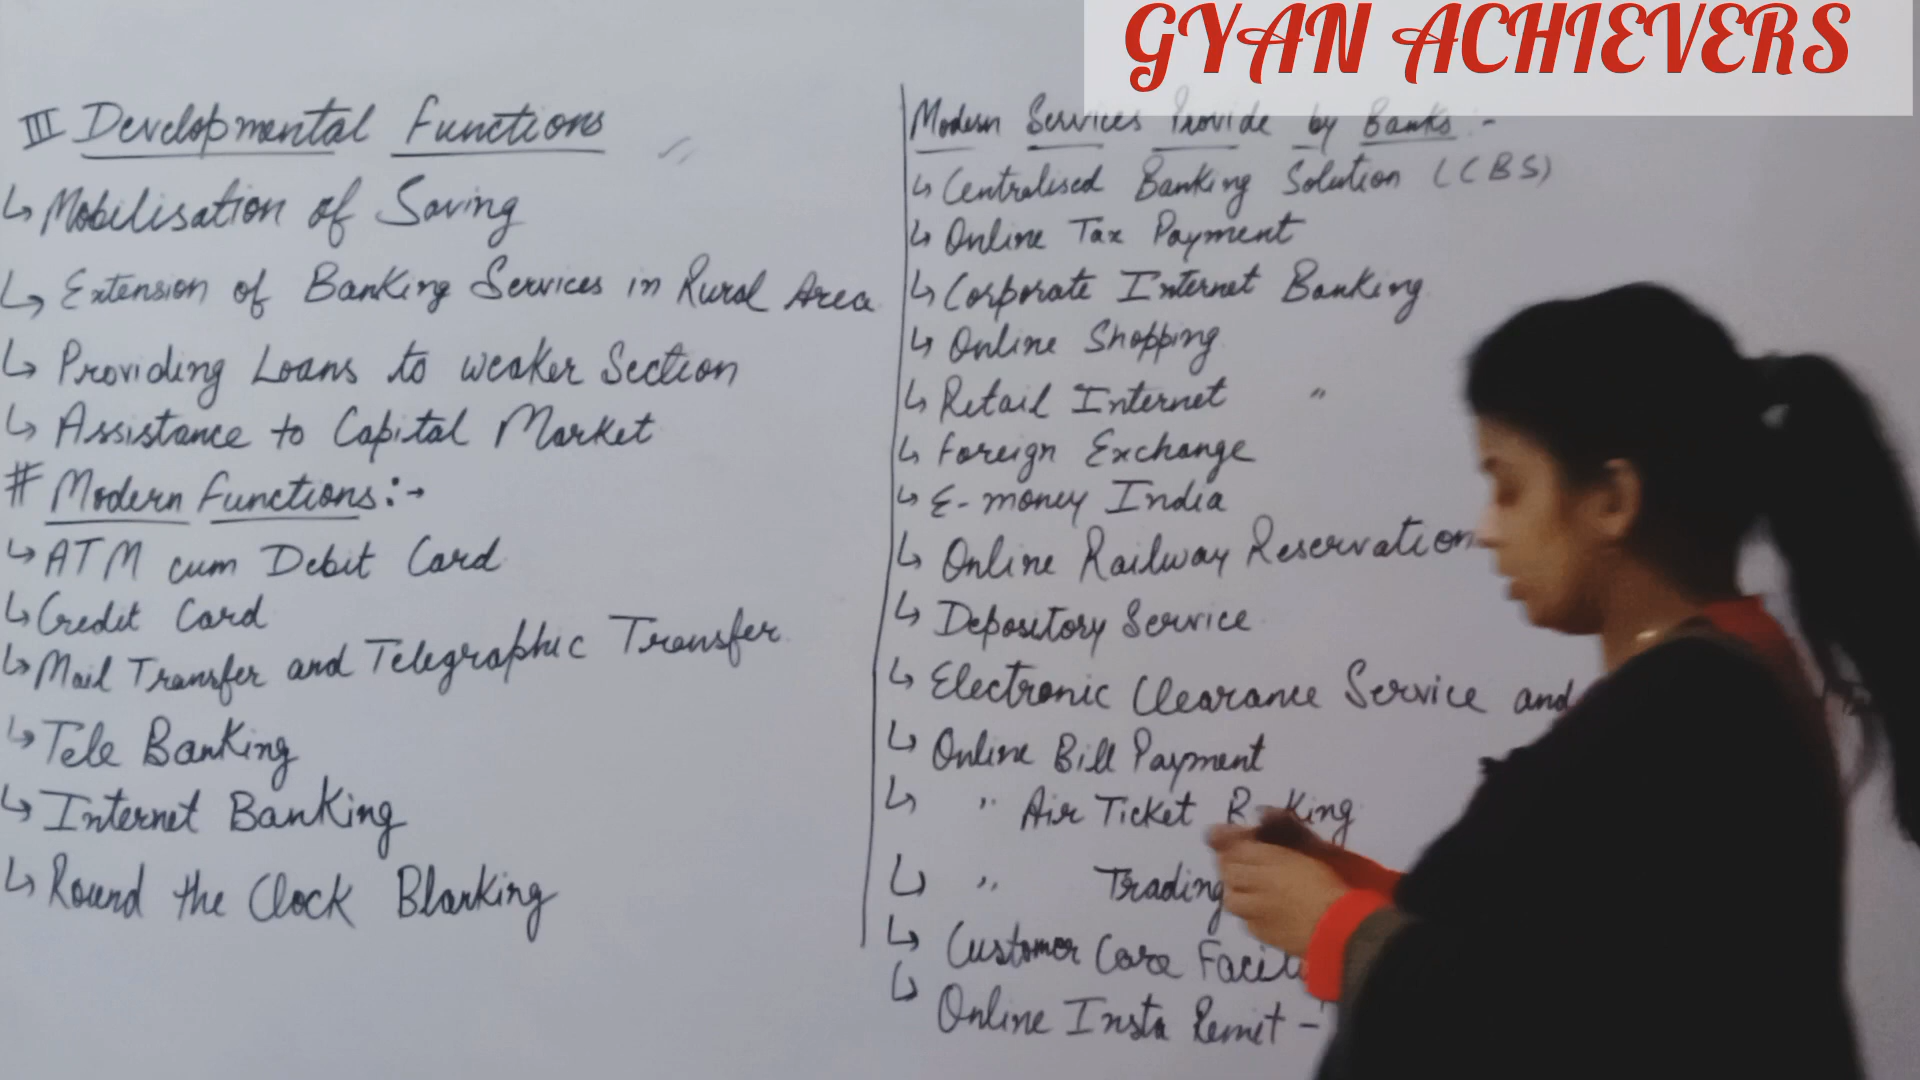 GYAN ACHIEVERS
III Developmental Functions
↳ Mobilisation of Saving
↳ Extension of Banking Services in Rural Area
↳ Providing Loans to weaker Section
↳ Assistance to Capital Market
# Modern Functions:-
↳ ATM cum Debit Card
↳ Credit Card
↳ Mail Transfer and Telegraphic Transfer
↳ Tele Banking
↳ Internet Banking
↳ Round the Clock Blanking
Modern Services Provide by Banks:-
↳ Centralised Banking Solution (CBS)
↳ Online Tax Payment
↳ Corporate Internet Banking
↳ Online Shopping
↳ Retail Internet "
↳ Foreign Exchange
↳ E-money India
↳ Online Railway Reservation
↳ Depository Service
↳ Electronic Clearance Service and
↳ Online Bill Payment
↳ " Air Ticket
↳ " Trading
↳ Customer Care
↳ Online Insta Remit -